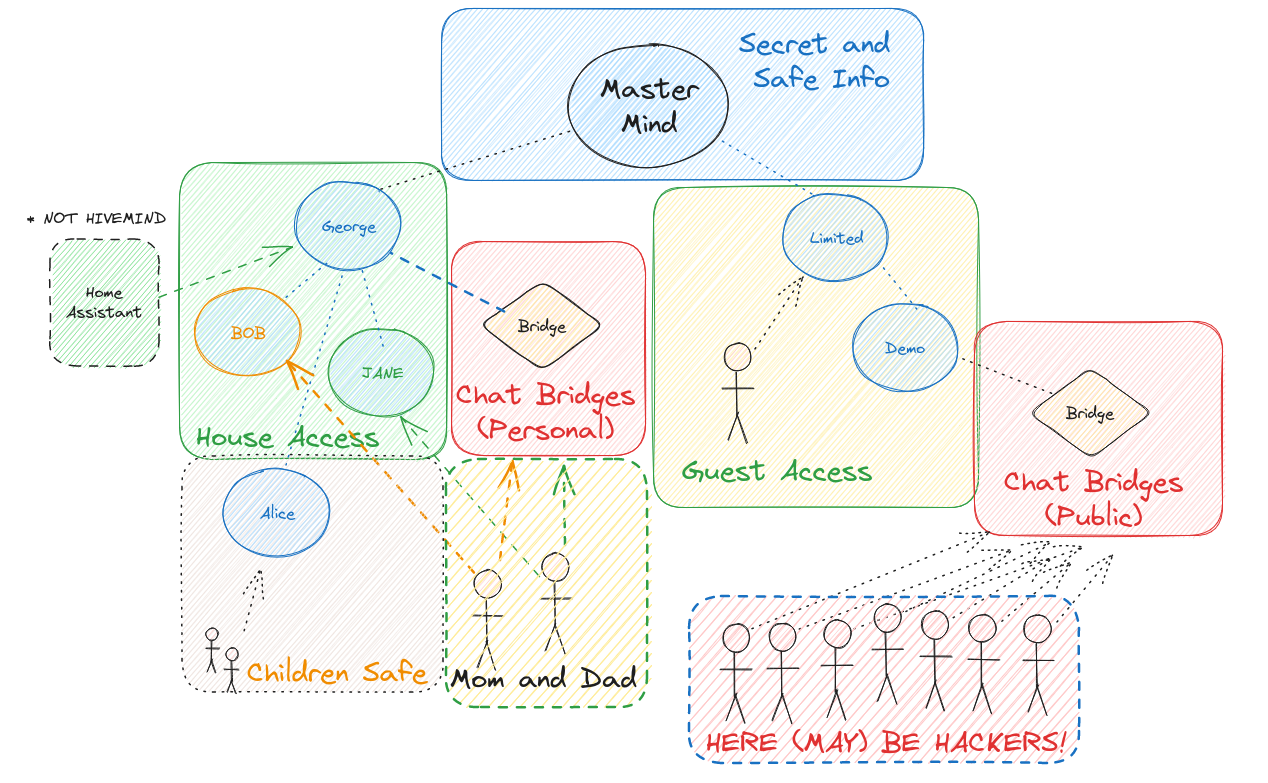 Secret and
Safe Info
Master
Mind
* NOT HIVEMIND
George
Limited
Home
Assistant
BOB
Bridge
JANE
Demo
Chat Bridges
(Personal)
Bridge
House Access
Guest Access
Chat Bridges
(Public)
Alice
Children Safe
Mom and Dad
HERE (MAY) BE HACKERS!